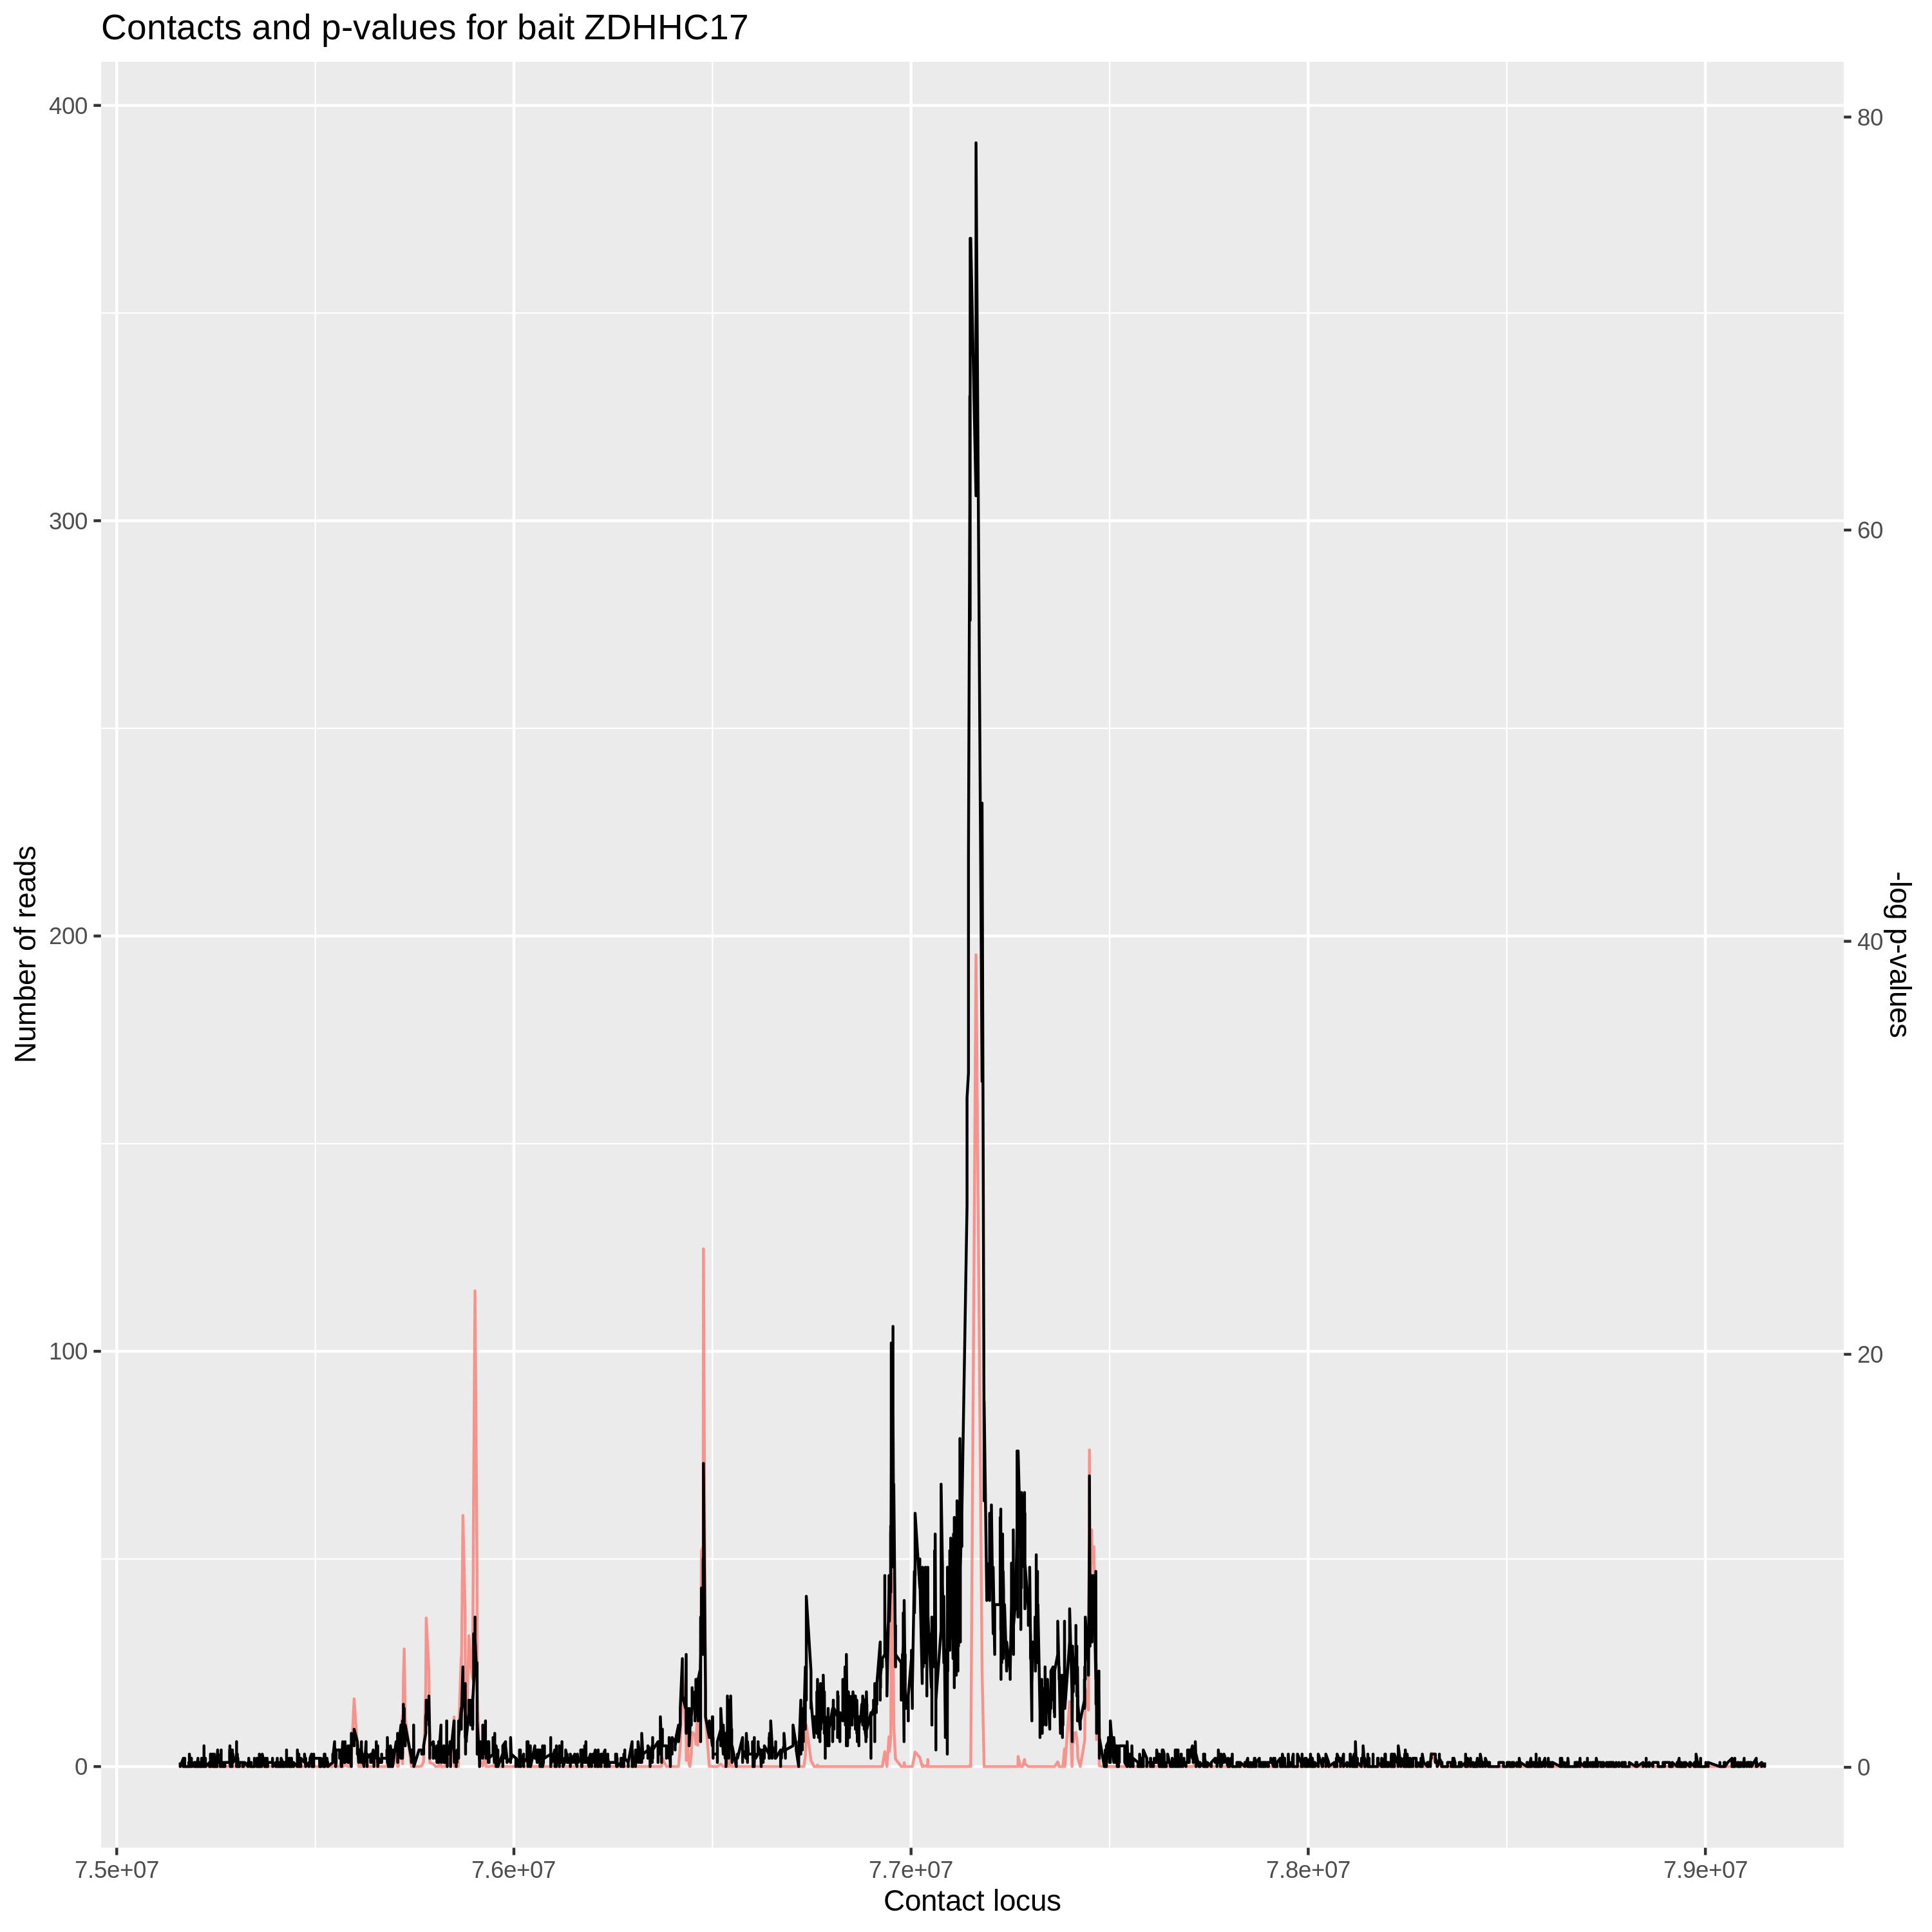 Contacts and p-values for bait ZDHHC17
400
300
200
100
0
80
60
40
20
0
Number of reads
-log p-values
7.5e+07 7.6e+07 7.7e+07 7.8e+07 7.9e+07
Contact locus